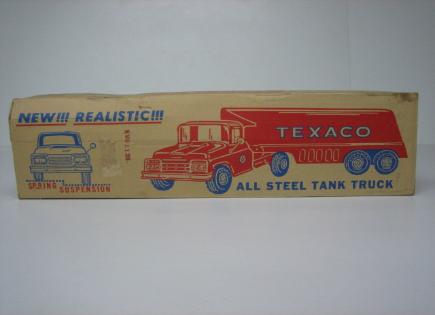 NEW!!! REALISTIC!!!
TEXACO
SPRING SUSPENSION
ALL STEEL TANK TRUCK